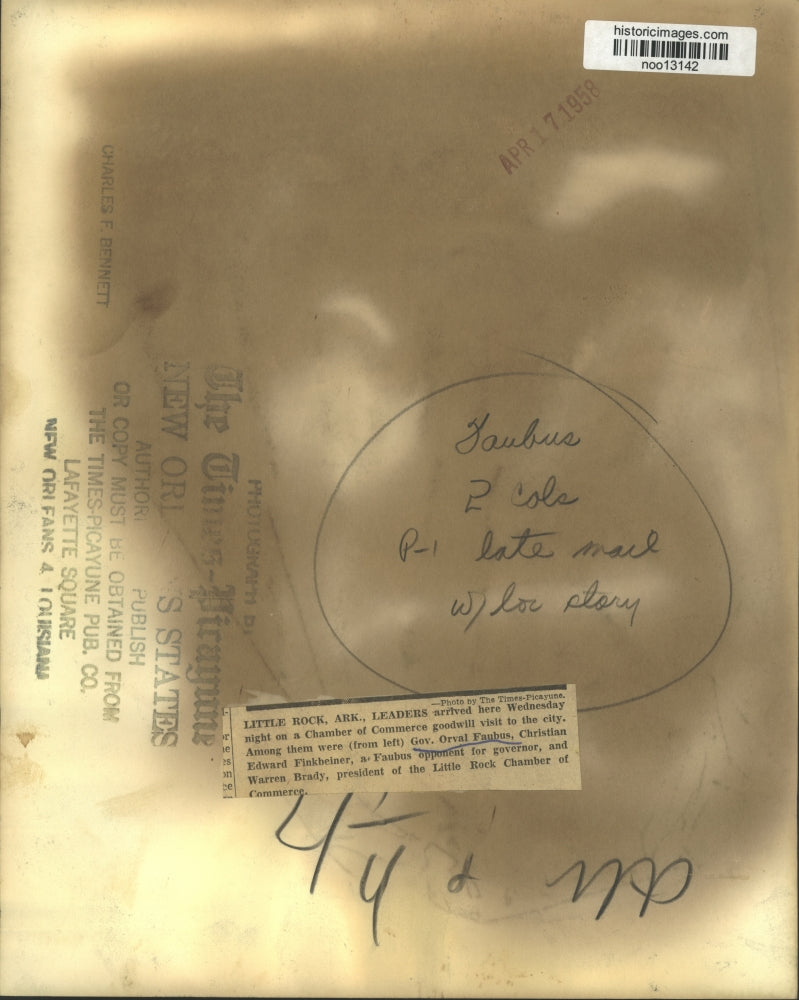 historicimages.com
noo13142
APR 17 1958
CHARLES F. BENNETT
PHOTOGRAPH BY
The Times-Picayune
NEW ORL S STATES
AUTHORI PUBLISH
OR COPY MUST BE OBTAINED FROM
THE TIMES-PICAYUNE PUB. CO.
LAFAYETTE SQUARE
NEW ORLEANS 4, LOUISIANA
Faubus
2 cols
P-1 late mail
w/ loc story
—Photo by The Times-Picayune.
LITTLE ROCK, ARK., LEADERS arrived here Wednesday
night on a Chamber of Commerce goodwill visit to the city.
Among them were (from left) Gov. Orval Faubus, Christian
Edward Finkbeiner, a Faubus opponent for governor, and
Warren Brady, president of the Little Rock Chamber of
Commerce.